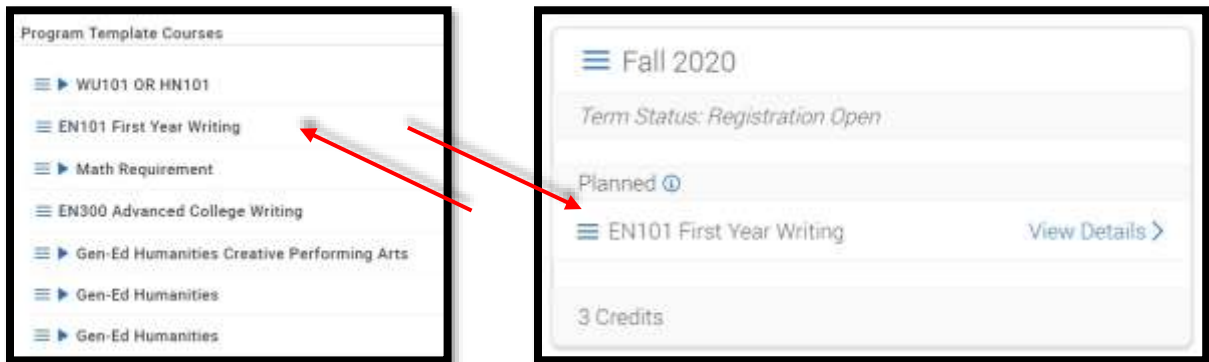 Program Template Courses
WU101 OR HN101
EN101 First Year Writing
Math Requirement
EN300 Advanced College Writing
Gen-Ed Humanities Creative Performing Arts
Gen-Ed Humanities
Gen-Ed Humanities
Fall 2020
Term Status: Registration Open
Planned
EN101 First Year Writing View Details
3 Credits